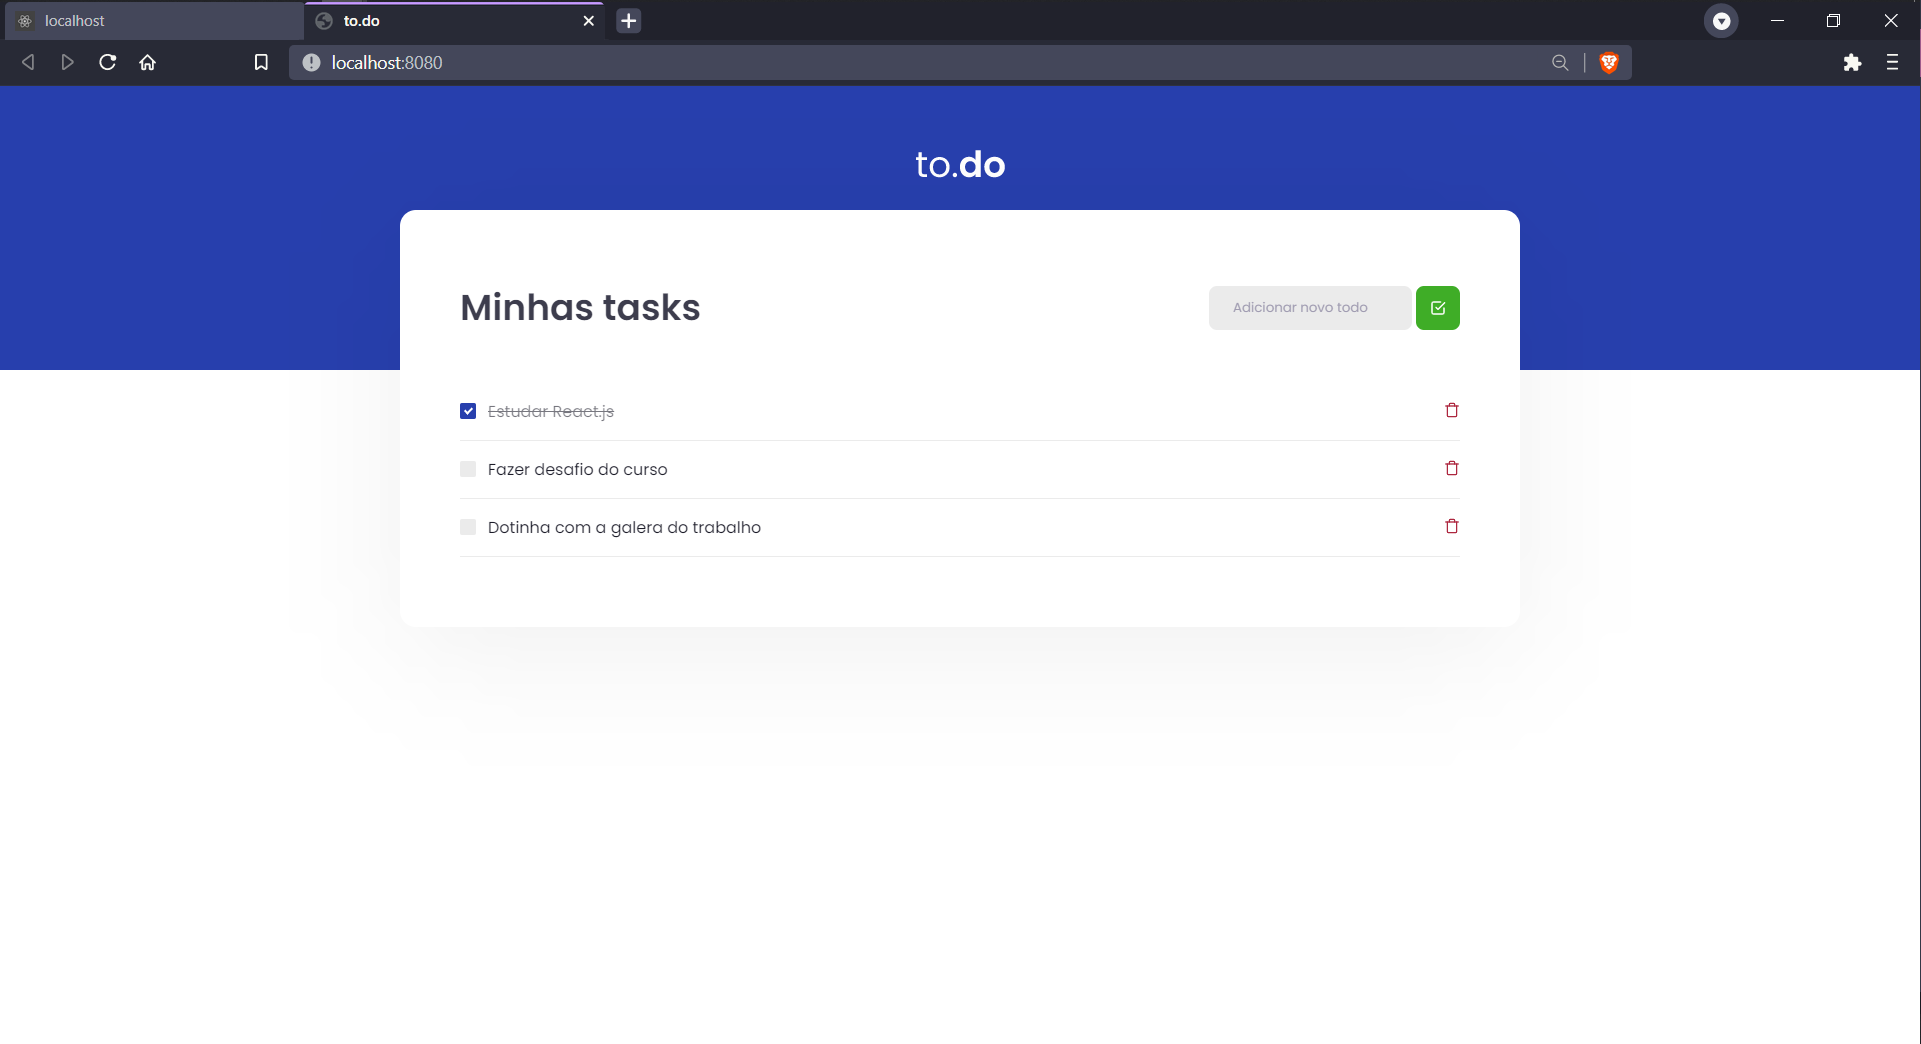 localhost
to.do
localhost:8080
to.do
Minhas tasks
Adicionar novo todo
Estudar React.js
Fazer desafio do curso
Dotinha com a galera do trabalho